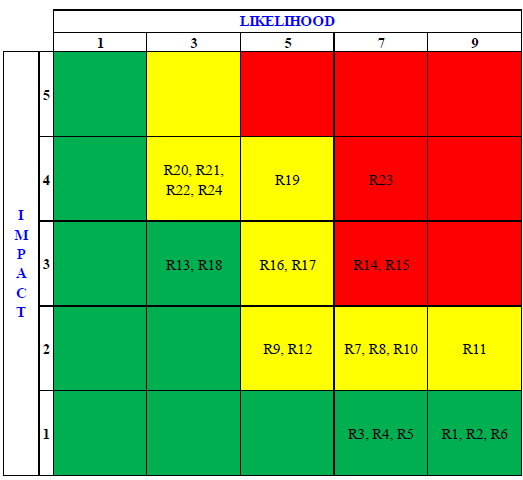 LIKELIHOOD
1 3 5 7 9
IMPACT
5
4 R20, R21, R19 R23
R22, R24
3 R13, R18 R16, R17 R14, R15
2 R9, R12 R7, R8, R10 R11
1 R3, R4, R5 R1, R2, R6